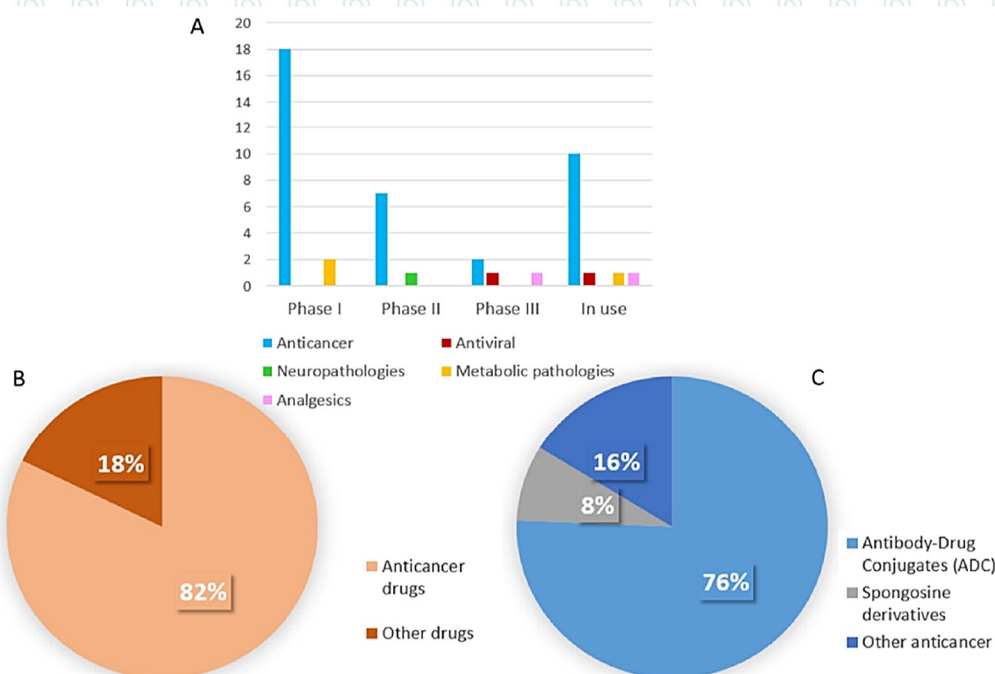 A
20
18
16
14
12
10
8
6
4
2
0
Phase I Phase II Phase III In use
Anticancer Antiviral
Neuropathologies Metabolic pathologies
Analgesics
B
18%
82%
Anticancer
drugs
Other drugs
C
16%
8%
76%
Antibody-Drug
Conjugates (ADC)
Spongosine
derivatives
Other anticancer